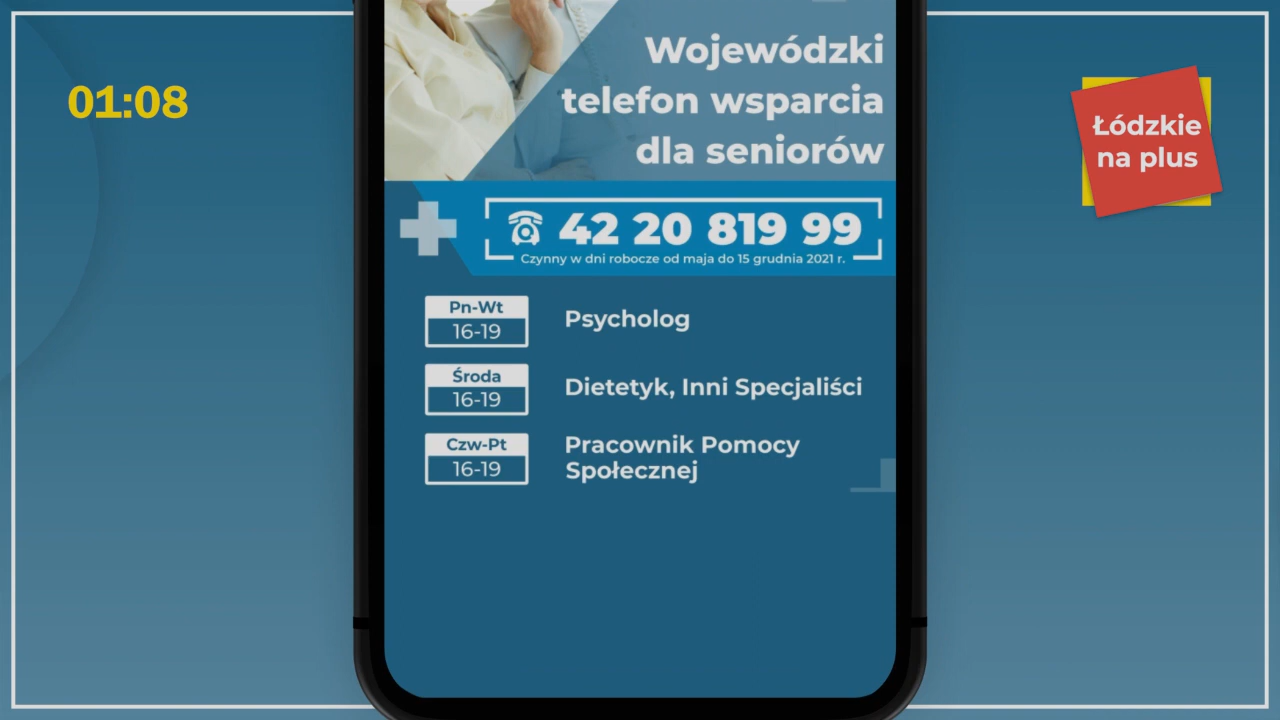 01:08
Łódzkie
na plus
Wojewódzki
telefon wsparcia
dla seniorów
42 20 819 99
Czynny w dni robocze od maja do 15 grudnia 2021 r.
Pn-Wt
16-19
Psycholog
Środa
16-19
Dietetyk, Inni Specjaliści
Czw-Pt
16-19
Pracownik Pomocy
Społecznej